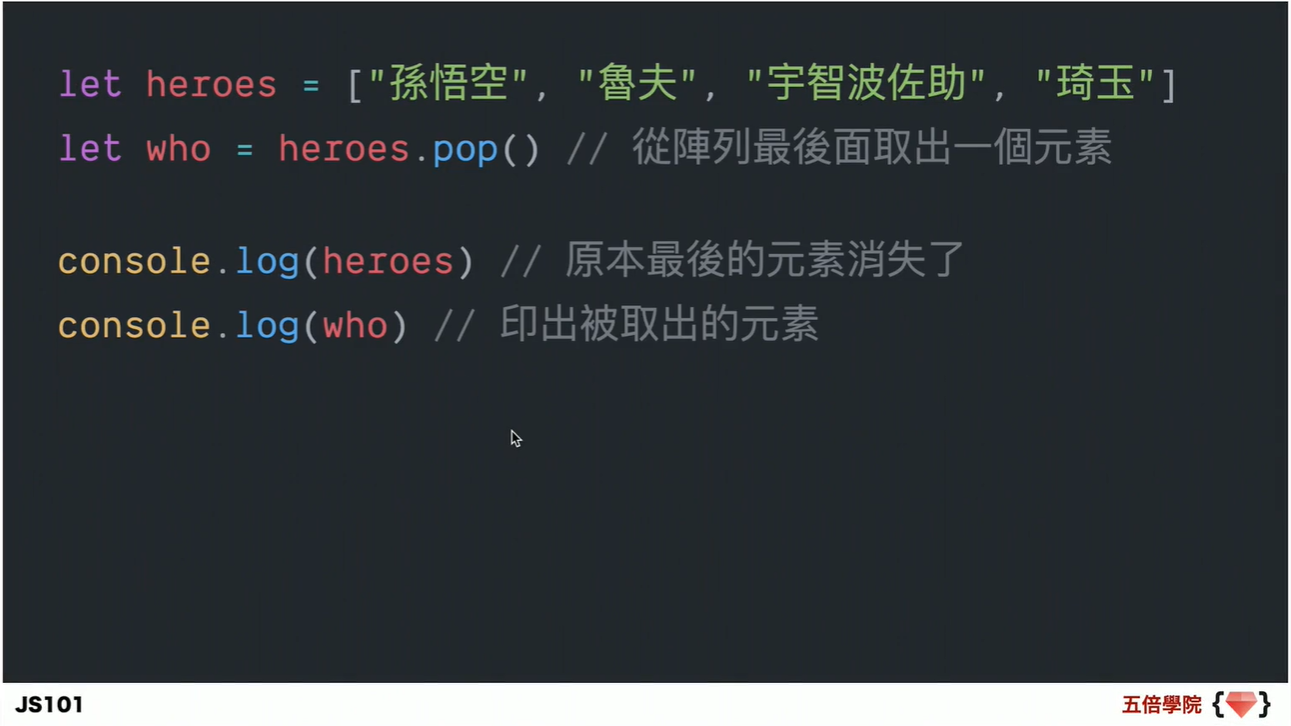 let heroes = ["孫悟空", "魯夫", "宇智波佐助", "琦玉"]
let who = heroes.pop() // 從陣列最後面取出一個元素
console.log(heroes) // 原本最後的元素消失了
console.log(who) // 印出被取出的元素
JS101
五倍學院 { }